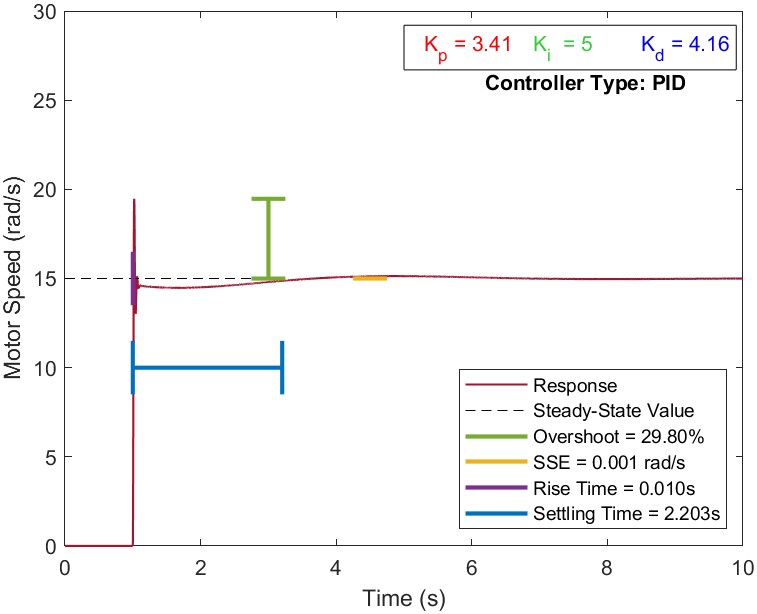 30
25
20
15
10
5
0
Motor Speed (rad/s)
Kp = 3.41 Ki = 5 Kd = 4.16
Controller Type: PID
Response
Steady-State Value
Overshoot = 29.80%
SSE = 0.001 rad/s
Rise Time = 0.010s
Settling Time = 2.203s
0 2 4 6 8 10
Time (s)